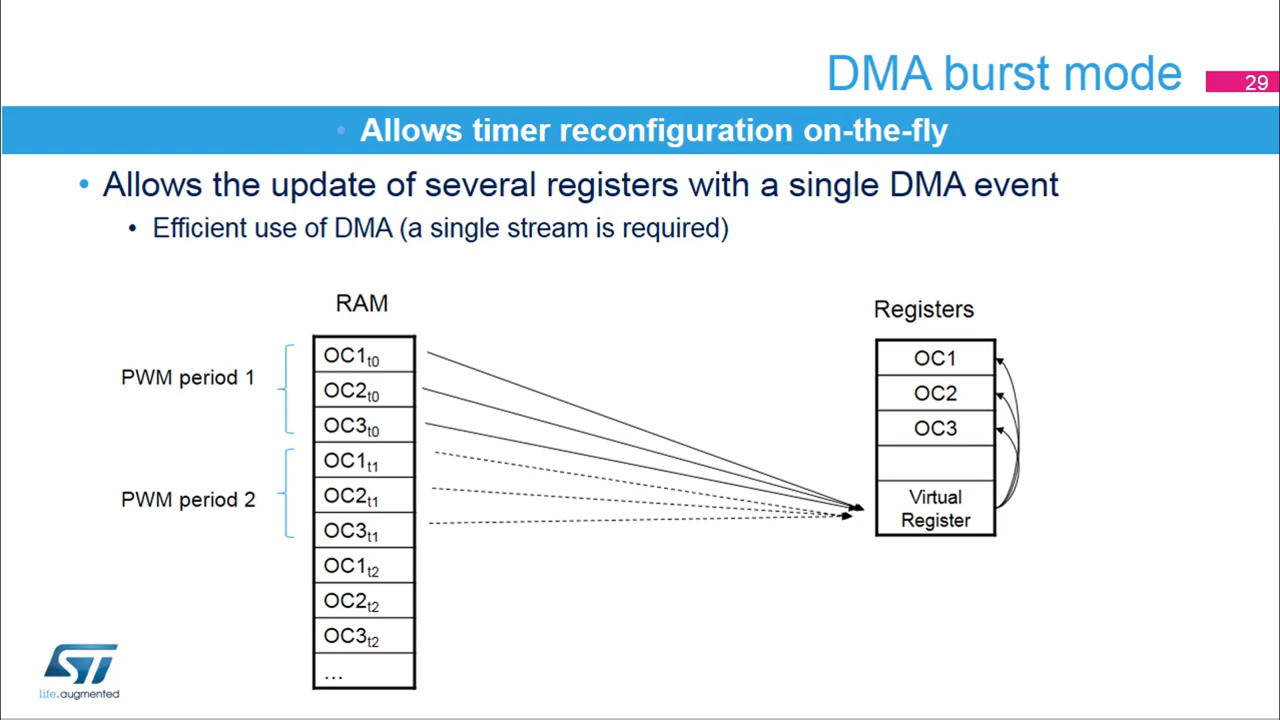 DMA burst mode
29
• Allows timer reconfiguration on-the-fly
• Allows the update of several registers with a single DMA event
• Efficient use of DMA (a single stream is required)
RAM
Registers
PWM period 1
PWM period 2
OC1t0
OC2t0
OC3t0
OC1t1
OC2t1
OC3t1
OC1t2
OC2t2
OC3t2
...
OC1
OC2
OC3
Virtual
Register
ST
life.augmented